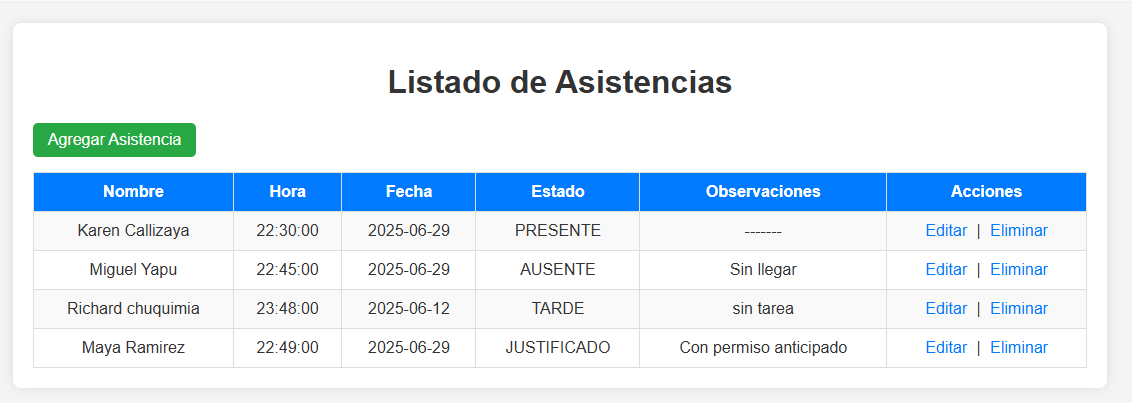 Listado de Asistencias
Agregar Asistencia
Nombre Hora Fecha Estado Observaciones Acciones
Karen Callizaya 22:30:00 2025-06-29 PRESENTE ------- Editar | Eliminar
Miguel Yapu 22:45:00 2025-06-29 AUSENTE Sin llegar Editar | Eliminar
Richard chuquimia 23:48:00 2025-06-12 TARDE sin tarea Editar | Eliminar
Maya Ramirez 22:49:00 2025-06-29 JUSTIFICADO Con permiso anticipado Editar | Eliminar